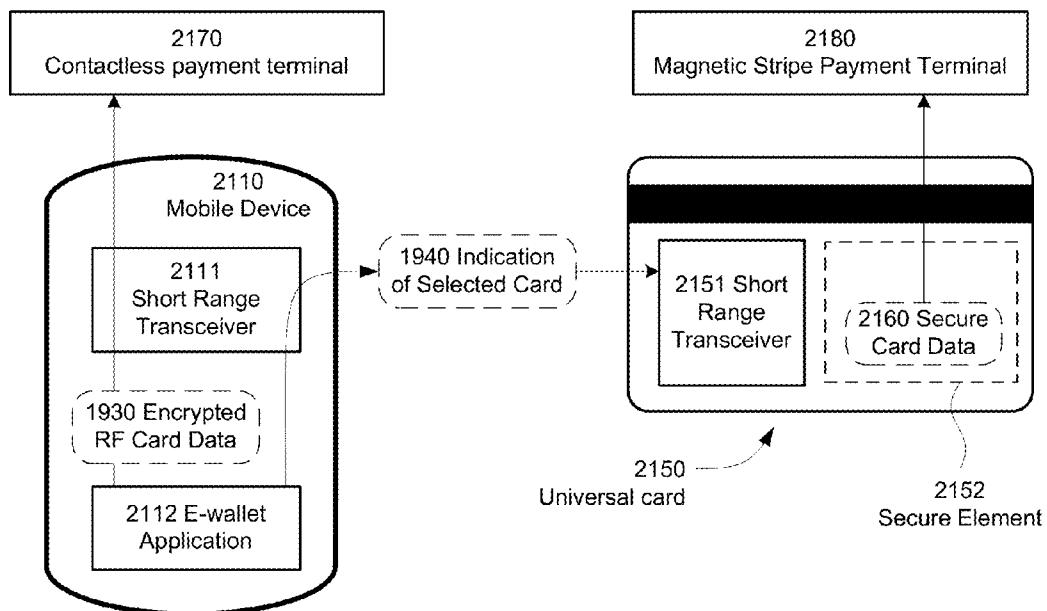 2170
Contactless payment terminal
2180
Magnetic Stripe Payment Terminal
2110
Mobile Device
2111
Short Range
Transceiver
1940 Indication
of Selected Card
2151 Short
Range
Transceiver
2160 Secure
Card Data
1930 Encrypted
RF Card Data
2112 E-wallet
Application
2150
Universal card
2152
Secure Element